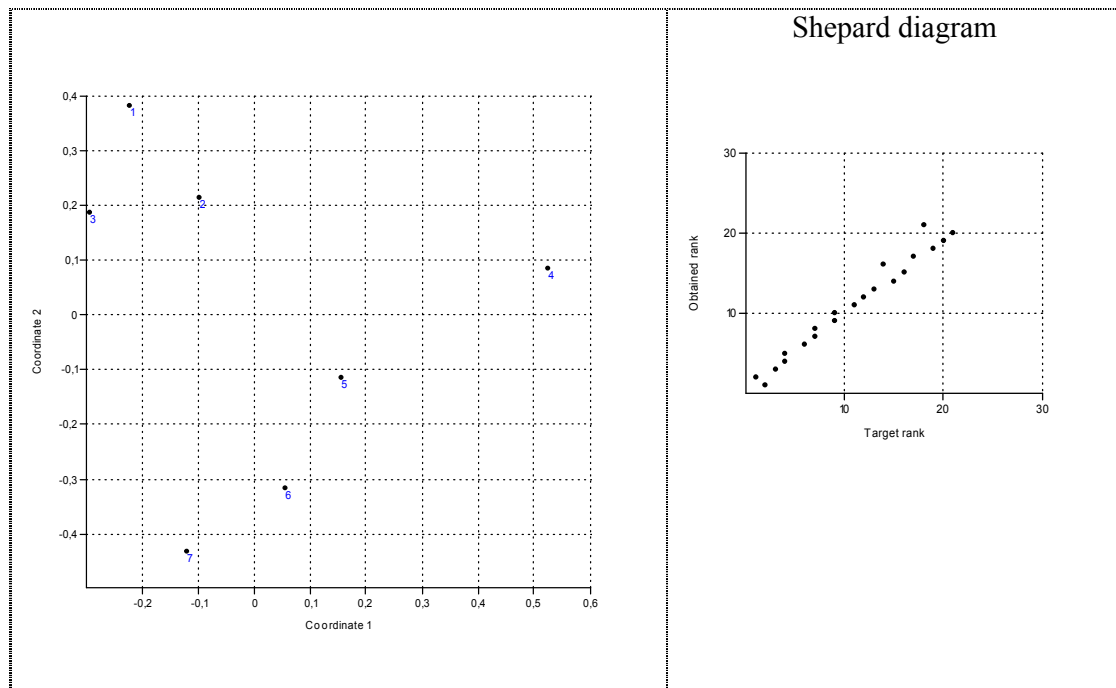 Shepard diagram
0,4
1
0,3
0,2
2
3
0,1
4
0
-0,1
5
-0,2
-0,3
6
-0,4
7
-0,2 -0,1 0 0,1 0,2 0,3 0,4 0,5 0,6
Coordinate 1
Coordinate 2
30
20
10
10 20 30
Target rank
Obtained rank